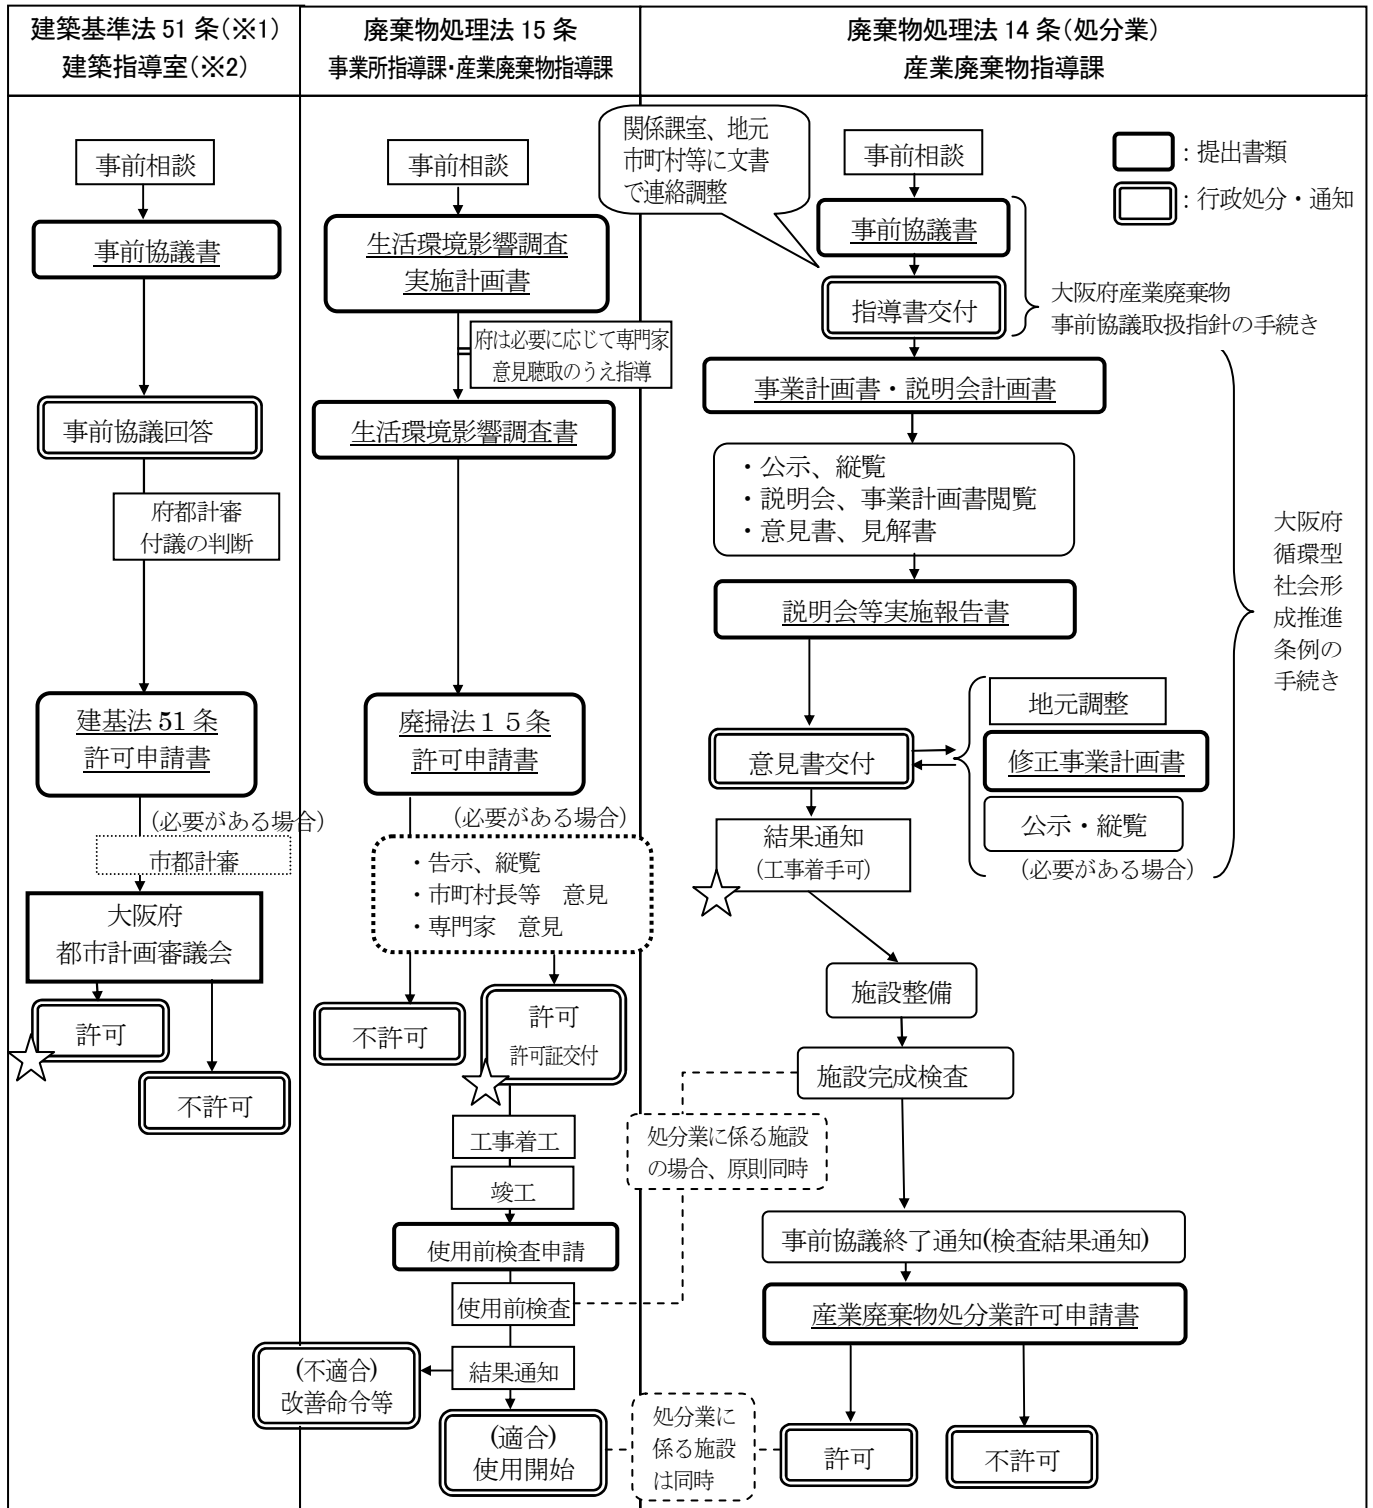 建築基準法 51 条(※1)
建築指導室(※2)
廃棄物処理法 15 条
事業所指導課・産業廃棄物指導課
廃棄物処理法 14 条(処分業)
産業廃棄物指導課
事前相談
事前協議書
事前協議回答
府都計審
付議の判断
建基法 51 条
許可申請書
(必要がある場合)
市都計審
大阪府
都市計画審議会
許可
不許可
事前相談
生活環境影響調査
実施計画書
府は必要に応じて専門家
意見聴取のうえ指導
生活環境影響調査書
廃掃法15条
許可申請書
(必要がある場合)
・告示、縦覧
・市町村長等 意見
・専門家 意見
不許可
許可
許可証交付
工事着工
竣工
使用前検査申請
使用前検査
結果通知
(不適合)
改善命令等
(適合)
使用開始
関係課室、地元
市町村等に文書
で連絡調整
事前相談
事前協議書
指導書交付
:提出書類
:行政処分・通知
大阪府産業廃棄物
事前協議取扱指針の手続き
事業計画書・説明会計画書
・公示、縦覧
・説明会、事業計画書閲覧
・意見書、見解書
説明会等実施報告書
大阪府
循環型
社会形
成推進
条例の
手続き
意見書交付
地元調整
修正事業計画書
公示・縦覧
(必要がある場合)
結果通知
(工事着手可)
施設整備
施設完成検査
処分業に係る施設
の場合、原則同時
事前協議終了通知(検査結果通知)
産業廃棄物処分業許可申請書
処分業に
係る施設
は同時
許可
不許可